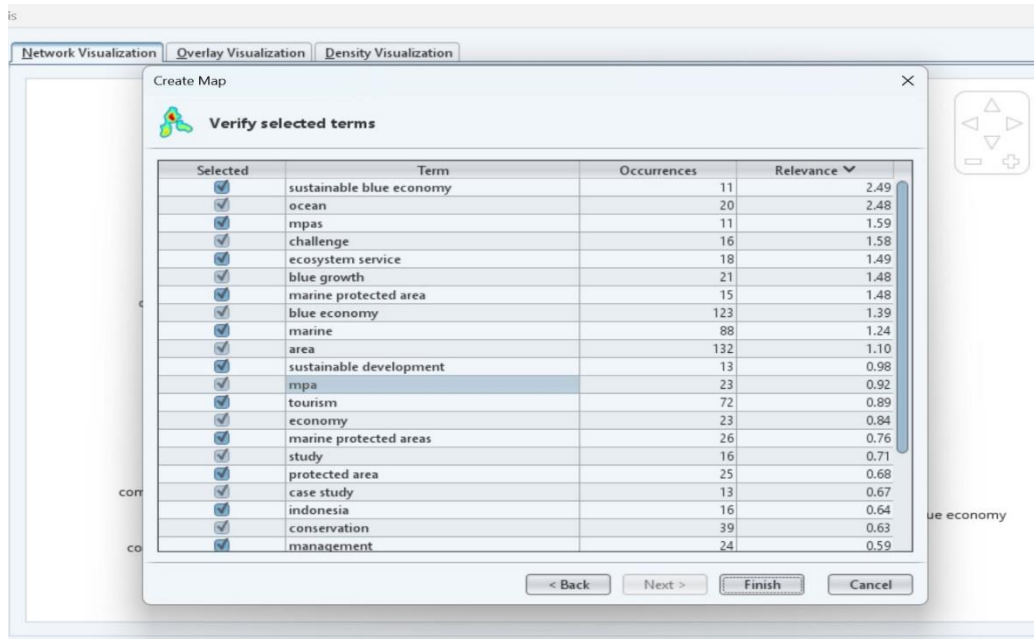 is
Network Visualization Overlay Visualization Density Visualization
Create Map
Verify selected terms
Selected Term Occurrences Relevance
sustainable blue economy 11 2.49
ocean 20 2.48
mpas 11 1.59
challenge 16 1.58
ecosystem service 18 1.49
blue growth 21 1.48
marine protected area 15 1.48
blue economy 123 1.39
marine 88 1.24
area 132 1.10
sustainable development 13 0.98
mpa 23 0.92
tourism 72 0.89
economy 23 0.84
marine protected areas 26 0.76
study 16 0.71
protected area 25 0.68
case study 13 0.67
indonesia 16 0.64
conservation 39 0.63
management 24 0.59
com
ue economy
co
< Back Next > Finish Cancel